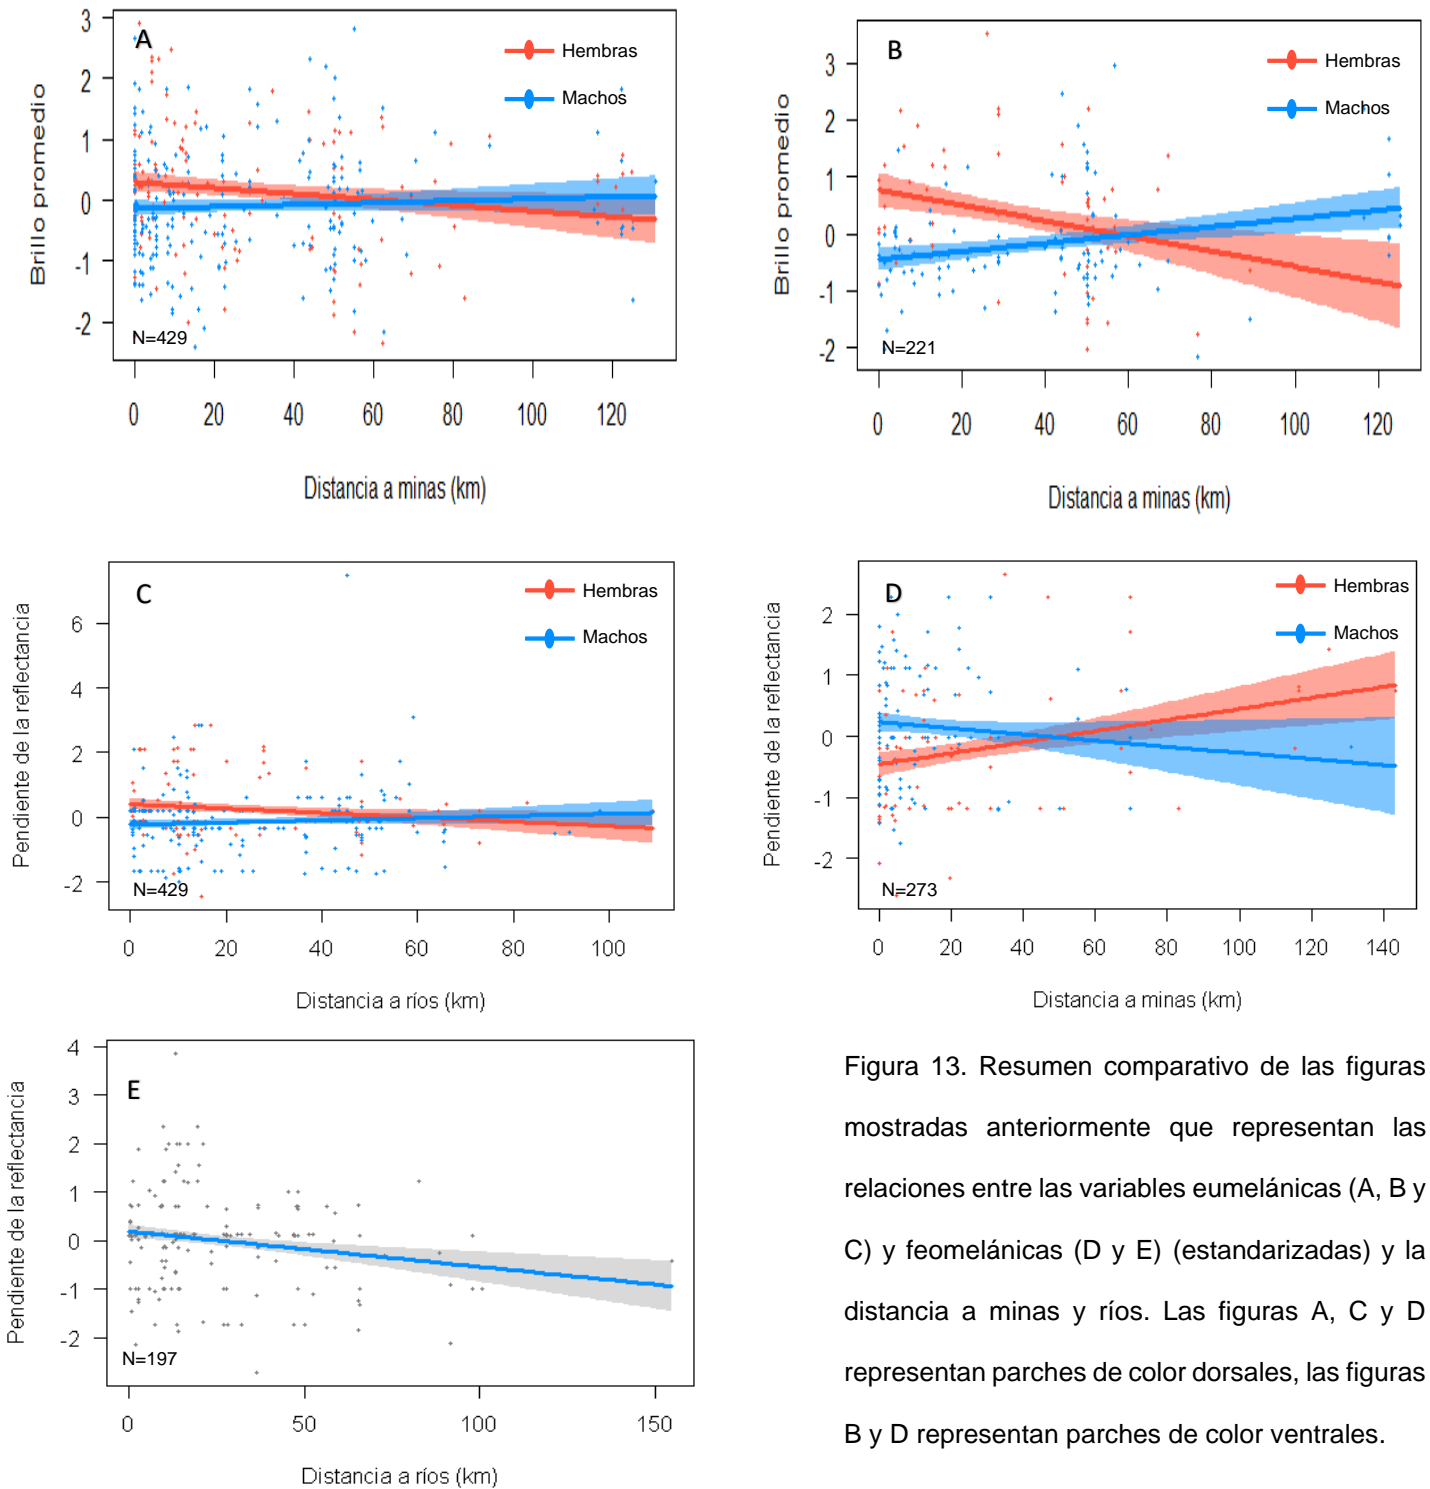 A
Hembras
Machos
Brillo promedio
3
2
1
0
-1
-2
N=429
0 20 40 60 80 100 120
Distancia a minas (km)
B
Hembras
Machos
Brillo promedio
3
2
1
0
-1
-2
N=221
0 20 40 60 80 100 120
Distancia a minas (km)
C
Hembras
Machos
Pendiente de la reflectancia
6
4
2
0
-2
N=429
0 20 40 60 80 100
Distancia a ríos (km)
D
Hembras
Machos
Pendiente de la reflectancia
2
1
0
-1
-2
N=273
0 20 40 60 80 100 120 140
Distancia a minas (km)
E
Pendiente de la reflectancia
4
3
2
1
0
-1
-2
N=197
0 50 100 150
Distancia a ríos (km)
Figura 13. Resumen comparativo de las figuras
mostradas anteriormente que representan las
relaciones entre las variables eumelánicas (A, B y
C) y feomelánicas (D y E) (estandarizadas) y la
distancia a minas y ríos. Las figuras A, C y D
representan parches de color dorsales, las figuras
B y D representan parches de color ventrales.